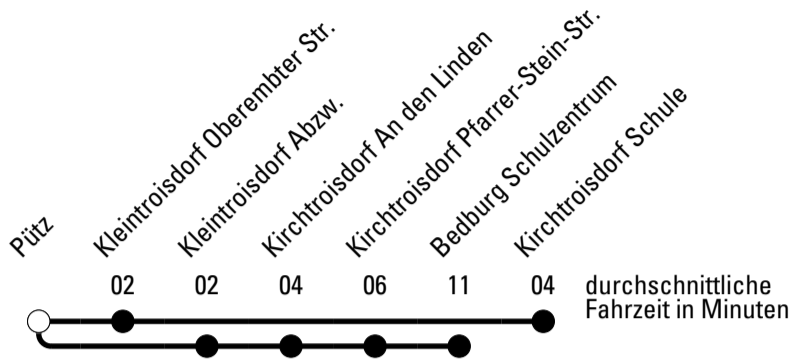 Pütz
Kleintroisdorf Oberembter Str.
Kleintroisdorf Abzw.
Kirchtroisdorf An den Linden
Kirchtroisdorf Pfarrer-Stein-Str.
Bedburg Schulzentrum
Kirchtroisdorf Schule
02 02 04 06 11 04 durchschnittliche
Fahrzeit in Minuten